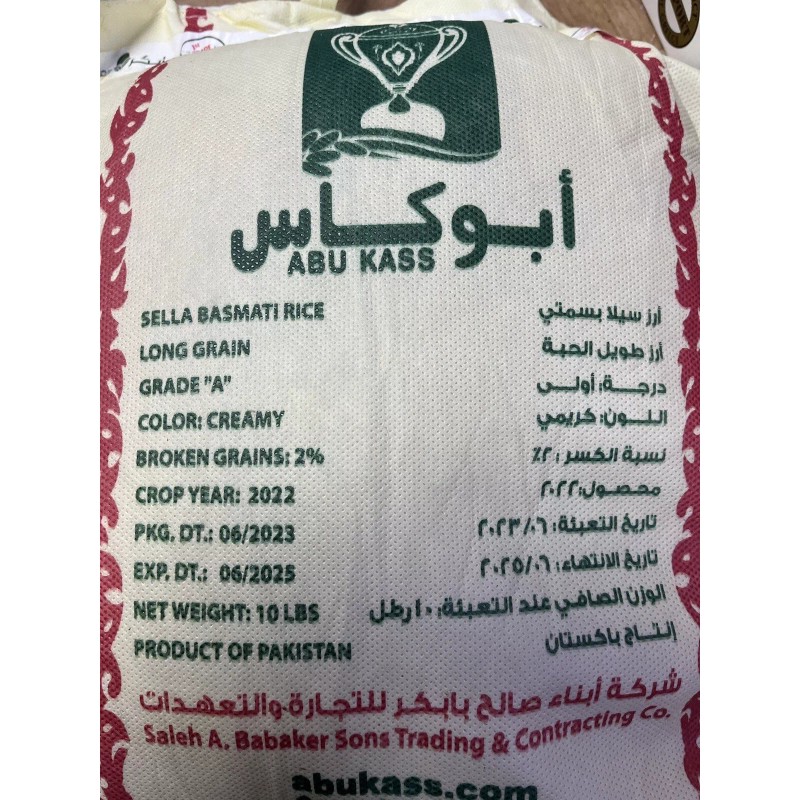 أبو كاس
ABU KASS
SELLA BASMATI RICE
أرز سيلا بسمتي
LONG GRAIN
أرز طويل الحبة
GRADE "A"
درجة: أولى
COLOR: CREAMY
اللون: كريمي
BROKEN GRAINS: 2%
نسبة الكسر: ٢٪
CROP YEAR: 2022
محصول: ٢٠٢٢
PKG. DT.: 06/2023
تاريخ التعبئة: ٢٠٢٣/٠٦
EXP. DT.: 06/2025
تاريخ الانتهاء: ٢٠٢٥/٠٦
NET WEIGHT: 10 LBS
الوزن الصافي عند التعبئة: ١٠ رطل
PRODUCT OF PAKISTAN
إنتاج باكستان
شركة أبناء صالح بابكر للتجارة والتعهدات
Saleh A. Babaker Sons Trading & Contracting Co.
abukass.com